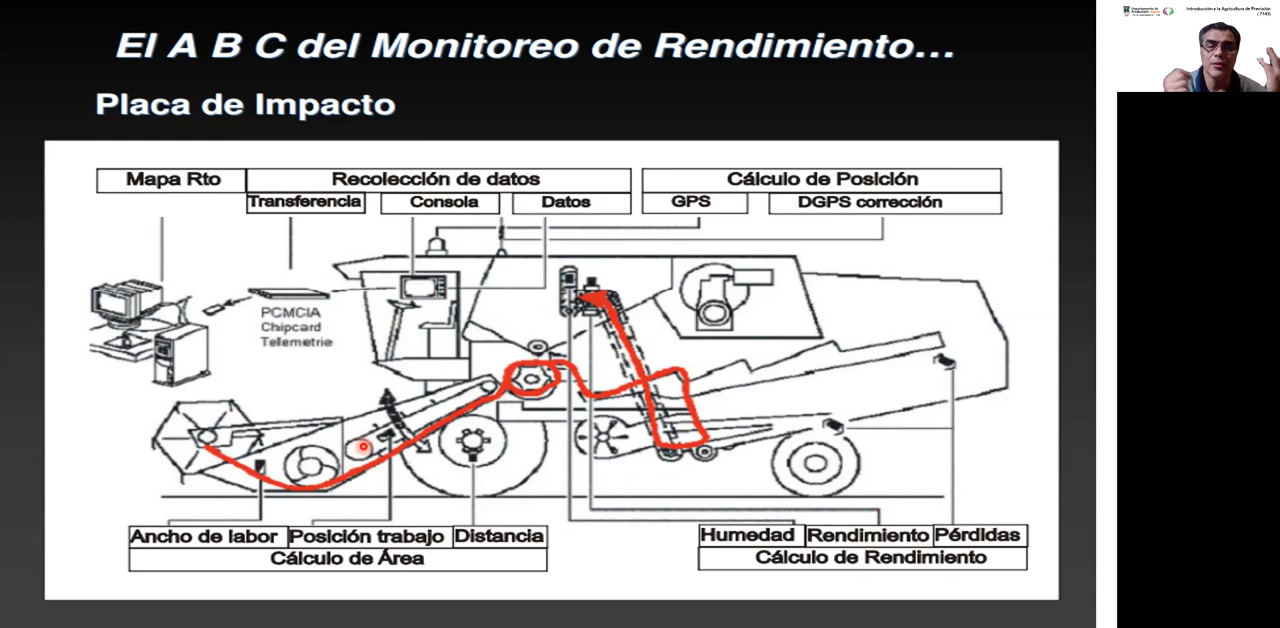 El A B C del Monitoreo de Rendimiento...
Placa de Impacto
Mapa Rto
Recolección de datos
Cálculo de Posición
Transferencia
Consola
Datos
GPS
DGPS corrección
PCMCIA
Chipcard
Tellemetrie
Ancho de labor
Posición trabajo
Distancia
Cálculo de Área
Humedad
Rendimiento
Pérdidas
Cálculo de Rendimiento
Introducción a la Agricultura de Precisión
(7143)